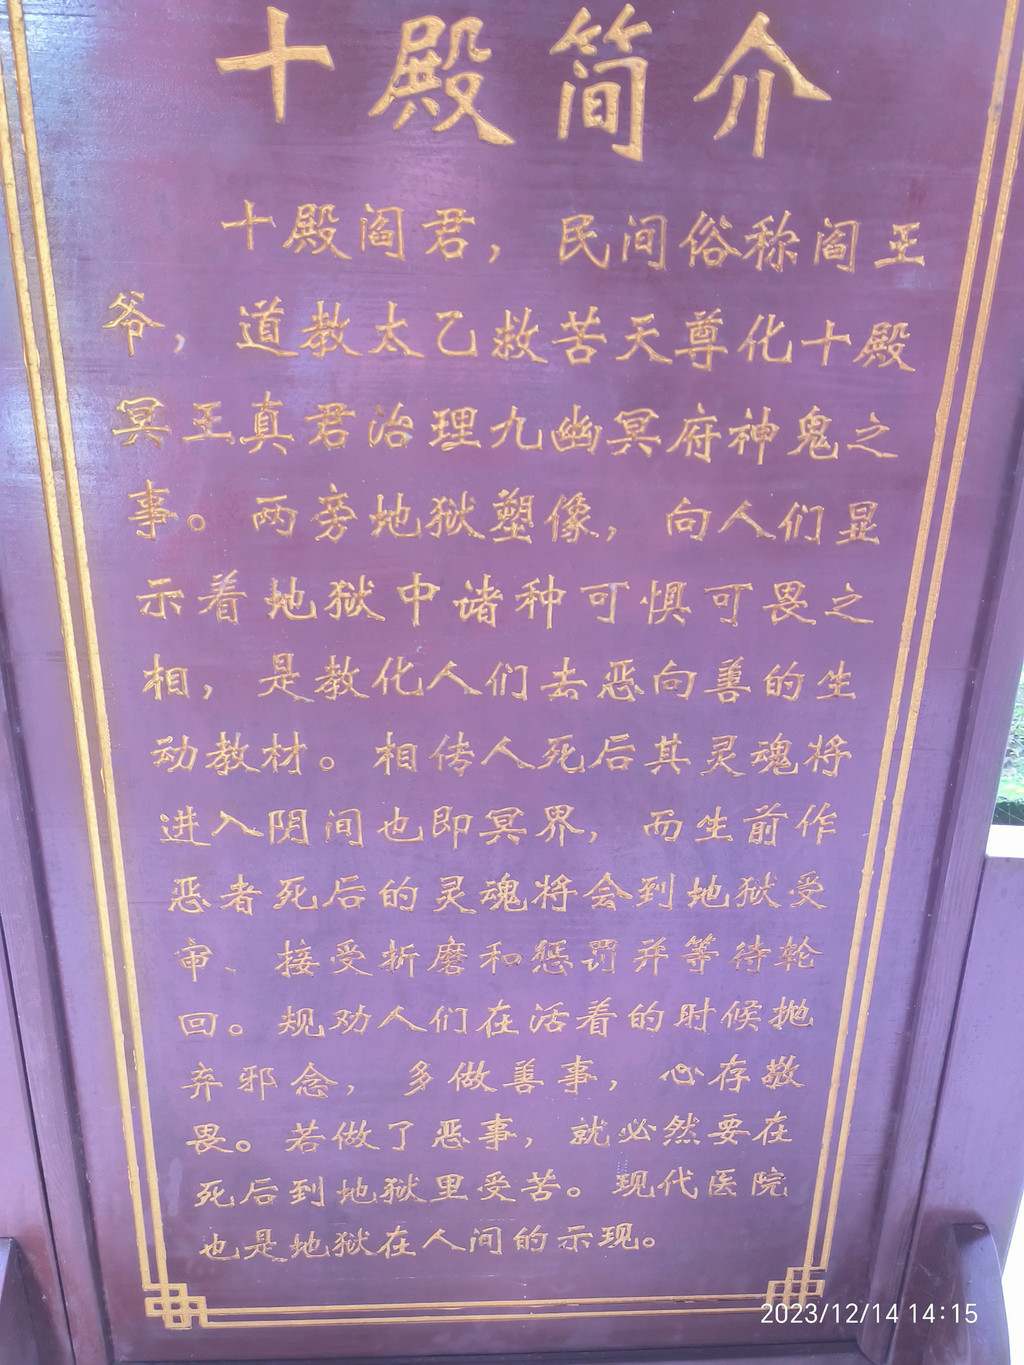 十殿简介
十殿阎君，民间俗称阎王
爷，道教太乙救苦天尊化十殿
冥王真君治理九幽冥府神鬼之
事。两旁地狱塑像，向人们显
示着地狱中诸种可惧可畏之
相，是教化人们去恶向善的生
动教材。相传人死后其灵魂将
进入阴间也即冥界，而生前作
恶者死后的灵魂将会到地狱受
审、接受折磨和惩罚并等待轮
回。规劝人们在活着的时候抛
弃邪念，多做善事，心存敬
畏。若做了恶事，就必然要在
死后到地狱里受苦。现代医院
也是地狱在人间的示现。
2023/12/14 14:15